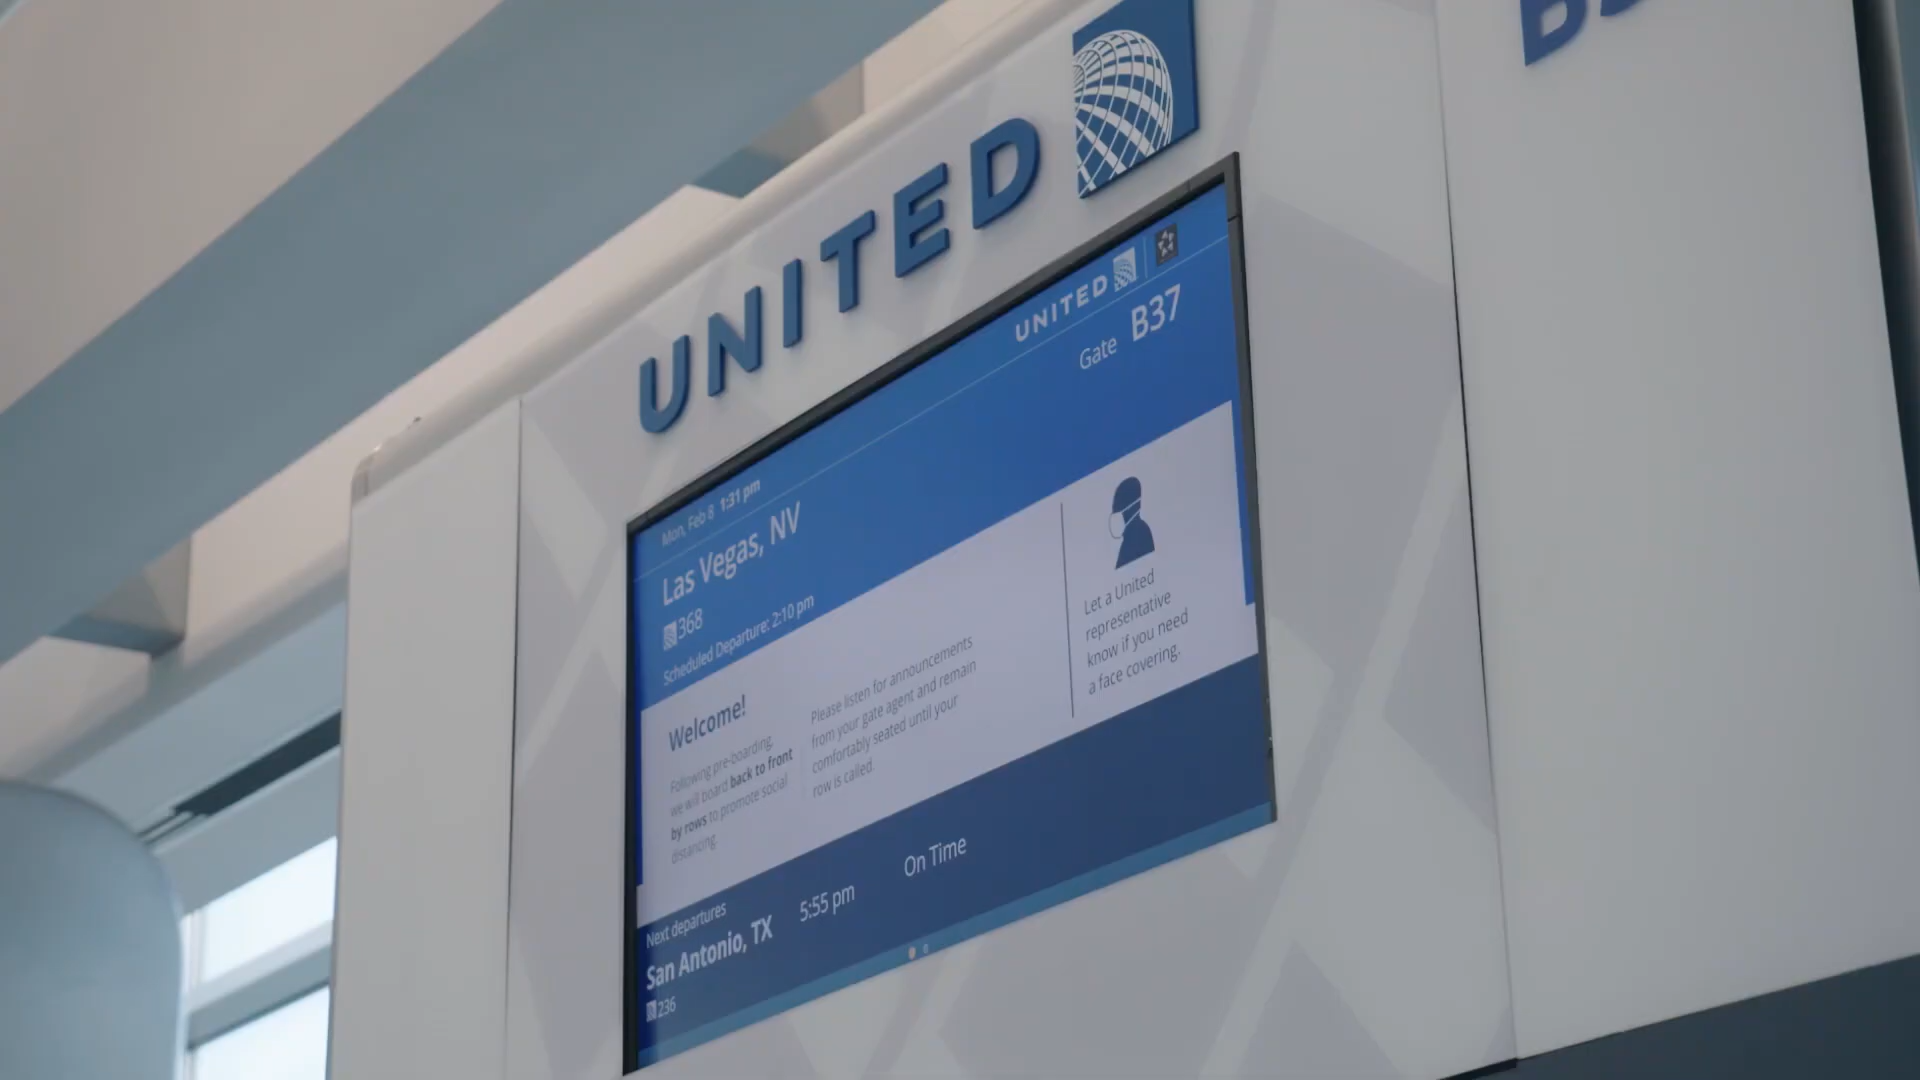 UNITED
UNITED
Gate B37
Mon, Feb 8 1:31 pm
Las Vegas, NV
368
Scheduled Departure: 2:10 pm
Welcome!
Following pre-boarding,
we will board back to front
by rows to promote social
distancing.
Please listen for announcements
from your gate agent and remain
comfortably seated until your
row is called.
Let a United
representative
know if you need
a face covering.
Next departures
San Antonio, TX 5:55 pm On Time
236